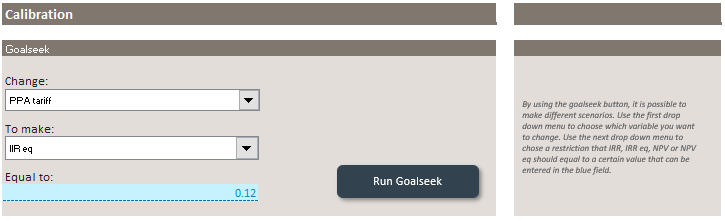 Calibration
Goalseek
Change:
PPA tariff
To make:
IIR eq
Equal to:
0.12
Run Goalseek
By using the goalseek button, it is possible to
make different scenarios. Use the first drop
down menu to choose which variable you want
to change. Use the next drop down menu to
chose a restriction that IRR, IRR eq, NPV or NPV
eq should equal to a certain value that can be
entered in the blue field.